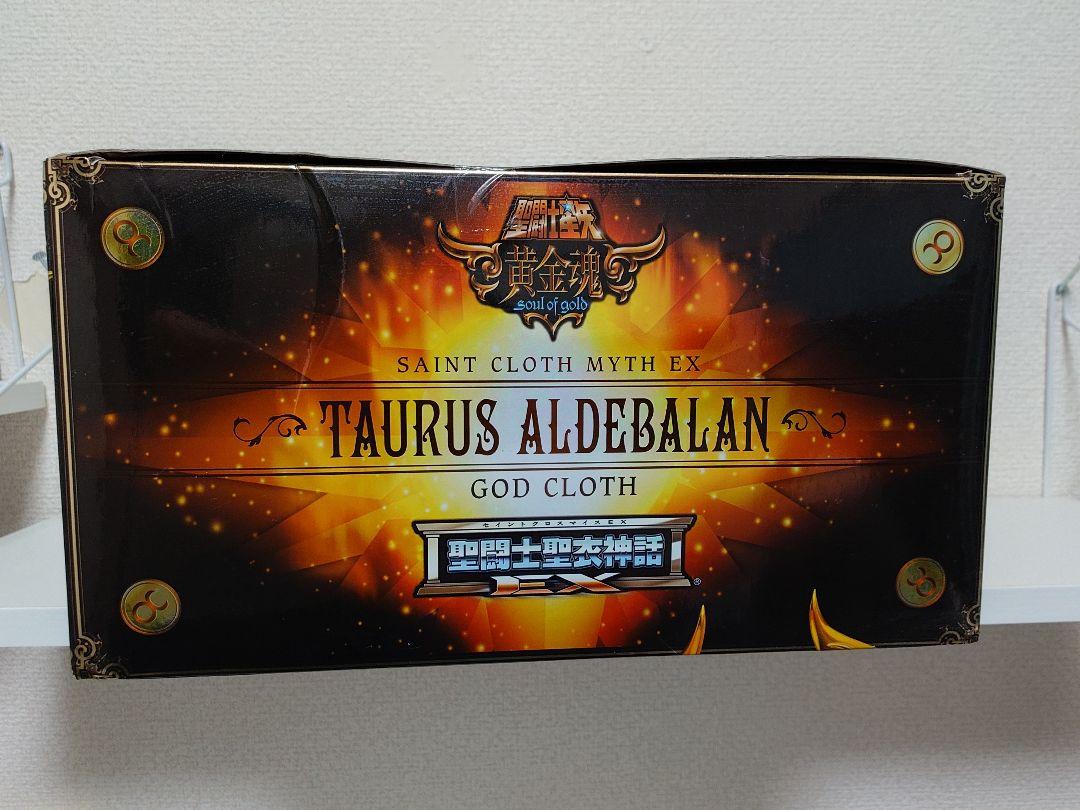 聖闘士星矢
黄金魂
soul of gold
SAINT CLOTH MYTH EX
TAURUS ALDEBALAN
GOD CLOTH
セイントクロスマイスEX
聖闘士聖衣神話
EX ®